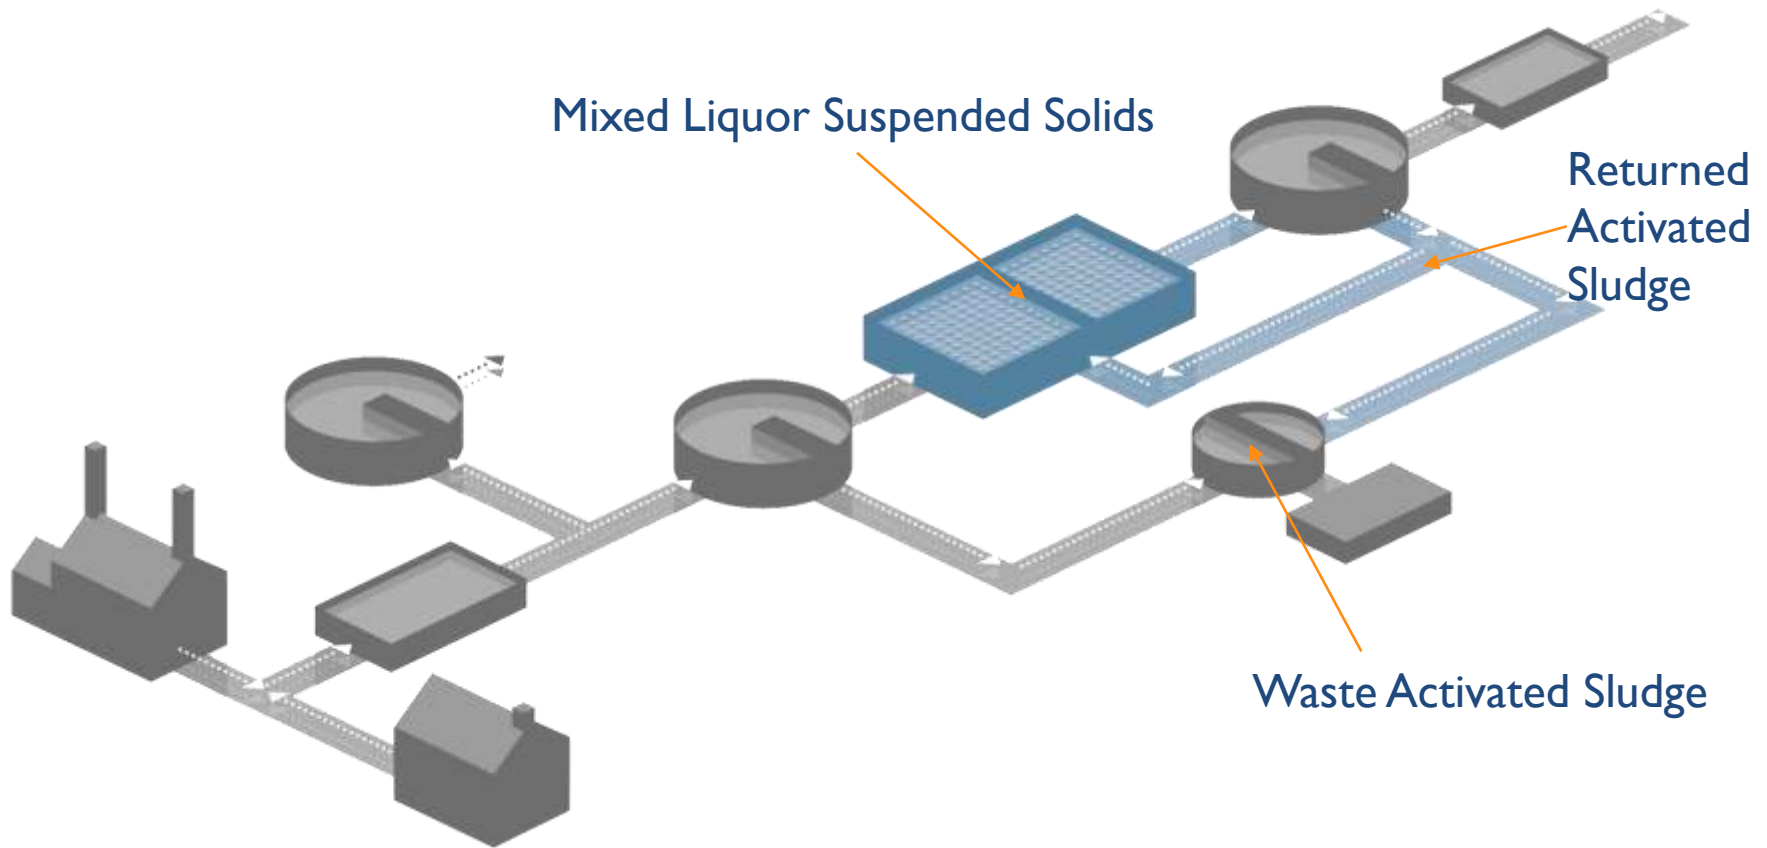 Mixed Liquor Suspended Solids
Returned
Activated
Sludge
Waste Activated Sludge